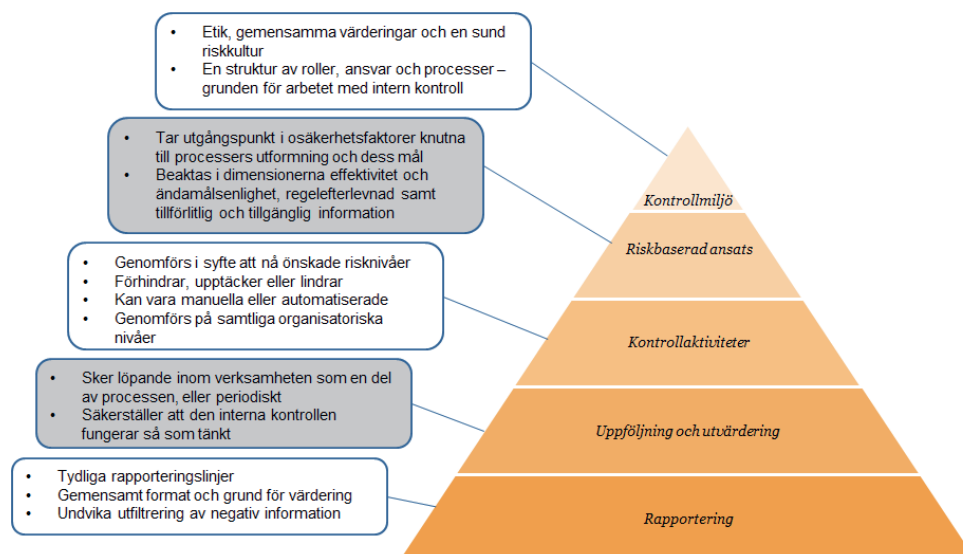 • Etik, gemensamma värderingar och en sund
riskkultur
• En struktur av roller, ansvar och processer –
grunden för arbetet med intern kontroll
• Tar utgångspunkt i osäkerhetsfaktorer knutna
till processers utformning och dess mål
• Beaktas i dimensionerna effektivitet och
ändamålsenlighet, regelefterlevnad samt
tillförlitlig och tillgänglig information
• Genomförs i syfte att nå önskade risknivåer
• Förhindrar, upptäcker eller lindrar
• Kan vara manuella eller automatiserade
• Genomförs på samtliga organisatoriska
nivåer
• Sker löpande inom verksamheten som en del
av processen, eller periodiskt
• Säkerställer att den interna kontrollen
fungerar så som tänkt
• Tydliga rapporteringslinjer
• Gemensamt format och grund för värdering
• Undvika utfiltrering av negativ information
Kontrollmiljö
Riskbaserad ansats
Kontrollaktiviteter
Uppföljning och utvärdering
Rapportering